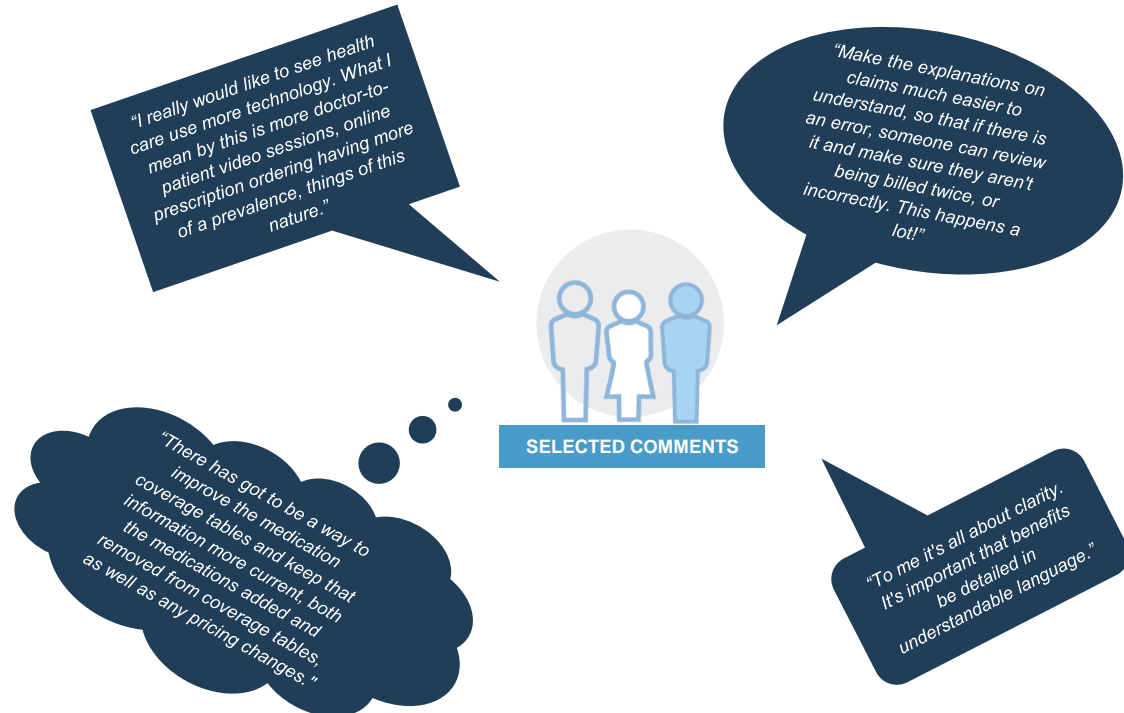 “I really would like to see health
care use more technology. What I
mean by this is more doctor-to-
patient video sessions, online
prescription ordering having more
of a prevalence, things of this
nature.”
“Make the explanations on
claims much easier to
understand, so that if there is
an error, someone can review
it and make sure they aren't
being billed twice, or
incorrectly. This happens a
lot!”
SELECTED COMMENTS
“There has got to be a way to
improve the medication
coverage tables and keep that
information more current, both
the medications added and
removed from coverage tables,
as well as any pricing changes. ”
“To me it's all about clarity.
It's important that benefits
be detailed in
understandable language.”